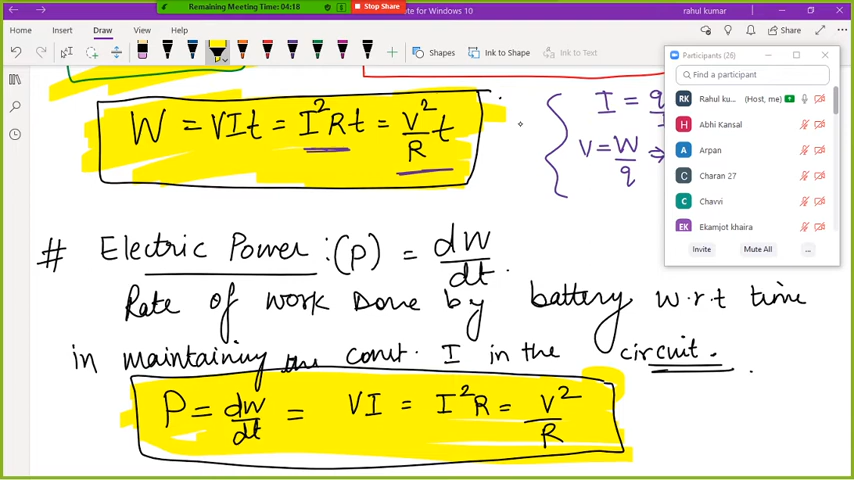 Remaining Meeting Time: 04:18
Stop Share
te for Windows 10
rahul kumar
Home
Insert
Draw
View
Share
Shapes
Ink to Shape
Ink to Text
Participants (26)
Find a participant
RK Rahul ku... (Host, me)
H Abhi Kansal
A Arpan
C Charan 27
C Chavvi
EK Ekamjot khaira
Invite
Mute All
...
W = VIt = I²Rt = V²/R t
I = q/
V = W/q ⇒
# Electric Power :(P) = dW/dt.
Rate of work Done by battery w.r.t time
in maintaining the const. I in the circuit.
P = dW/dt = VI = I²R = V²/R